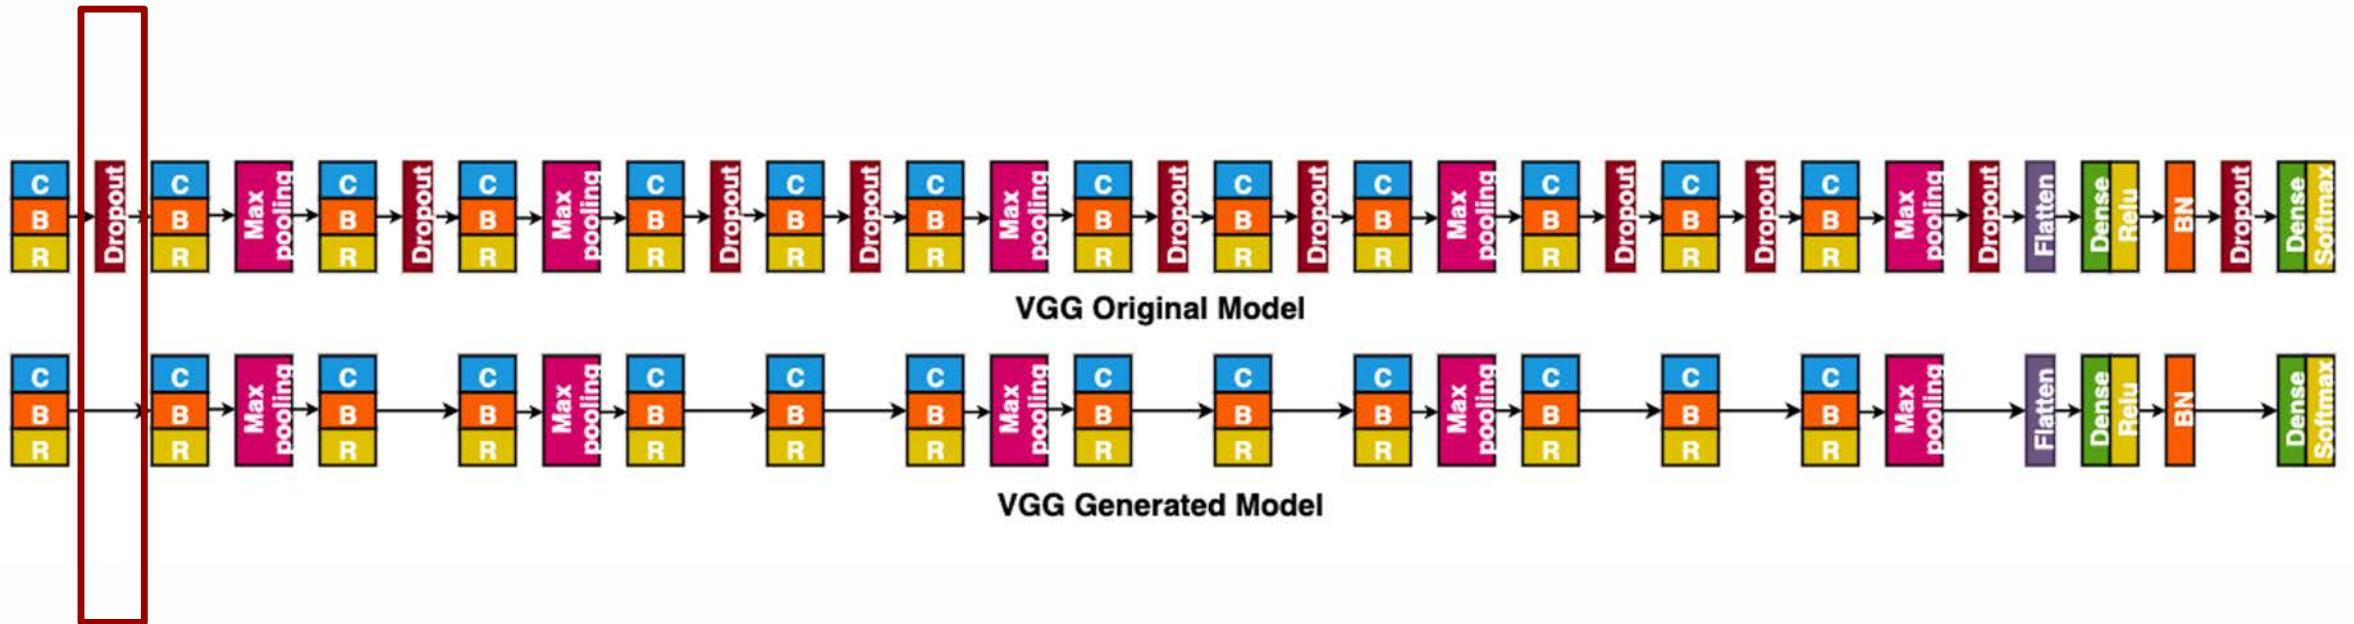 C B R Dropout C B R Max pooling C B R Dropout C B R Max pooling C B R Dropout C B R Dropout C B R Max pooling C B R Dropout C B R Dropout C B R Max pooling C B R Dropout C B R Dropout C B R Max pooling Dropout Flatten Dense Relu BN Dropout Dense Softmax
VGG Original Model
C B R C B R Max pooling C B R C B R Max pooling C B R C B R C B R Max pooling C B R C B R C B R Max pooling C B R C B R C B R Max pooling Flatten Dense Relu BN Dense Softmax
VGG Generated Model